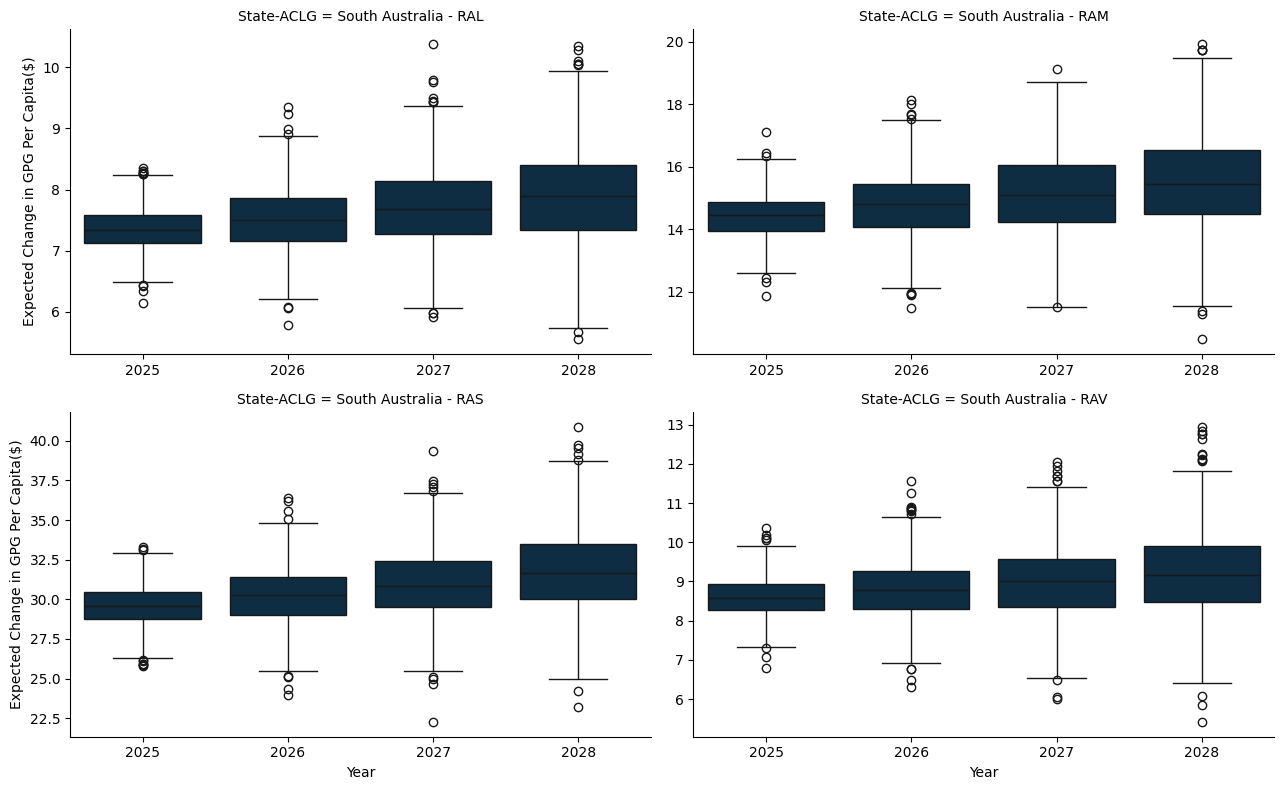 State-ACLG = South Australia - RAL
Expected Change in GPG Per Capita($)
10
9
8
7
6
2025 2026 2027 2028
State-ACLG = South Australia - RAM
20
18
16
14
12
2025 2026 2027 2028
State-ACLG = South Australia - RAS
Expected Change in GPG Per Capita($)
40.0
37.5
35.0
32.5
30.0
27.5
25.0
22.5
2025 2026 2027 2028
Year
State-ACLG = South Australia - RAV
13
12
11
10
9
8
7
6
2025 2026 2027 2028
Year